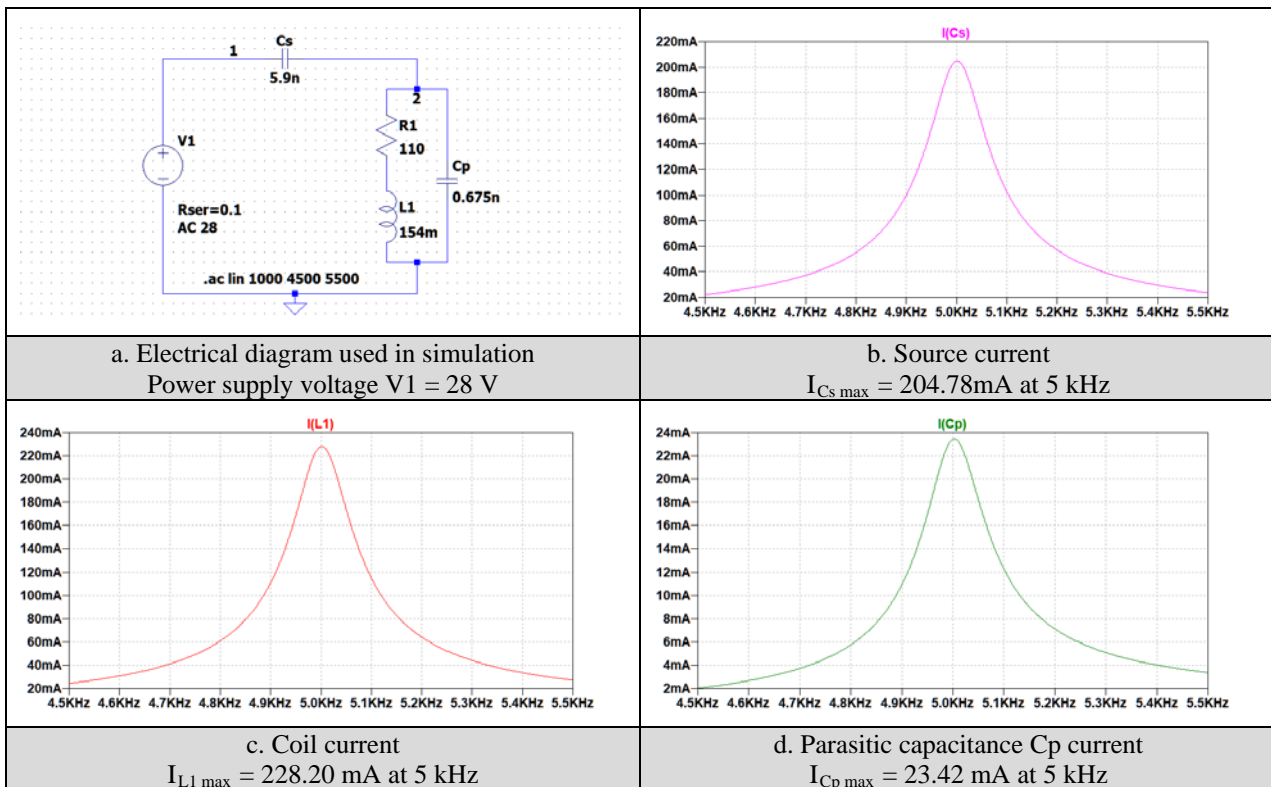 1
Cs
5.9n
2
R1
110
V1
Cp
0.675n
L1
154m
Rser=0.1
AC 28
.ac lin 1000 4500 5500
I(Cs)
220mA
200mA
180mA
160mA
140mA
120mA
100mA
80mA
60mA
40mA
20mA
4.5KHz 4.6KHz 4.7KHz 4.8KHz 4.9KHz 5.0KHz 5.1KHz 5.2KHz 5.3KHz 5.4KHz 5.5KHz
a. Electrical diagram used in simulation
Power supply voltage V1 = 28 V
b. Source current
I_Cs max = 204.78mA at 5 kHz
I(L1)
240mA
220mA
200mA
180mA
160mA
140mA
120mA
100mA
80mA
60mA
40mA
20mA
4.5KHz 4.6KHz 4.7KHz 4.8KHz 4.9KHz 5.0KHz 5.1KHz 5.2KHz 5.3KHz 5.4KHz 5.5KHz
I(Cp)
24mA
22mA
20mA
18mA
16mA
14mA
12mA
10mA
8mA
6mA
4mA
2mA
4.5KHz 4.6KHz 4.7KHz 4.8KHz 4.9KHz 5.0KHz 5.1KHz 5.2KHz 5.3KHz 5.4KHz 5.5KHz
c. Coil current
I_L1 max = 228.20 mA at 5 kHz
d. Parasitic capacitance Cp current
I_Cp max = 23.42 mA at 5 kHz